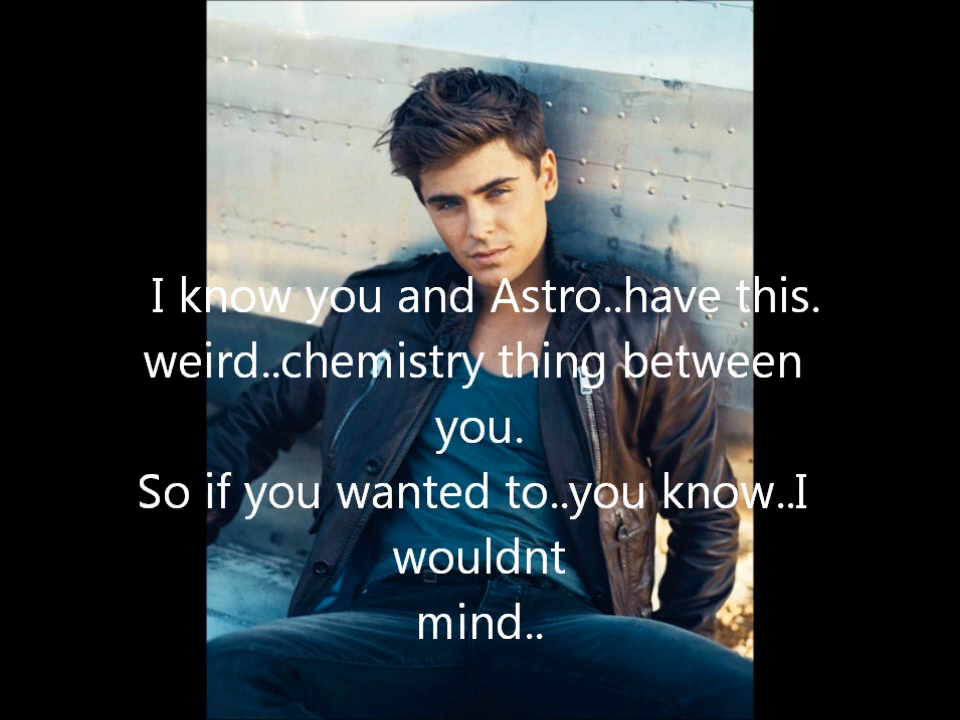 I know you and Astro..have this.
weird..chemistry thing between
you.
So if you wanted to..you know..I
wouldnt
mind..